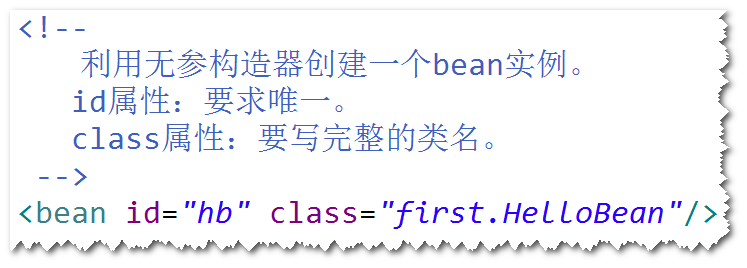 <!--
利用无参构造器创建一个bean实例。
id属性：要求唯一。
class属性：要写完整的类名。
-->
<bean id="hb" class="first.HelloBean"/>